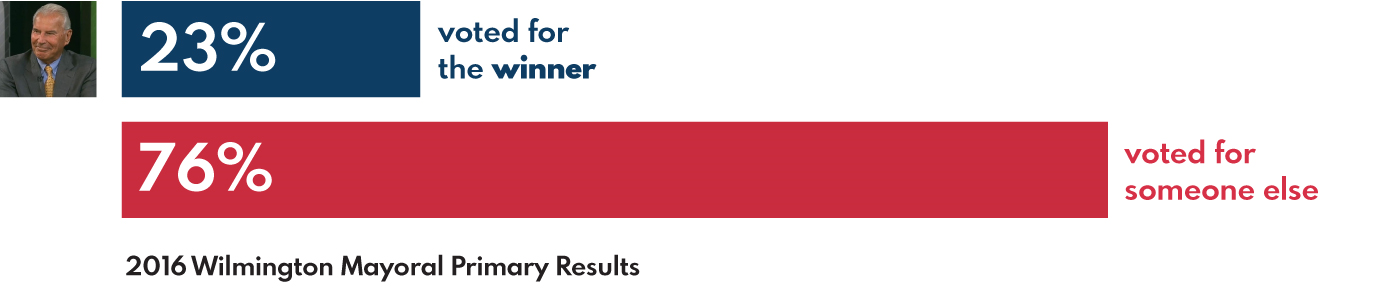 23%
voted for
the winner
76%
voted for
someone else
2016 Wilmington Mayoral Primary Results